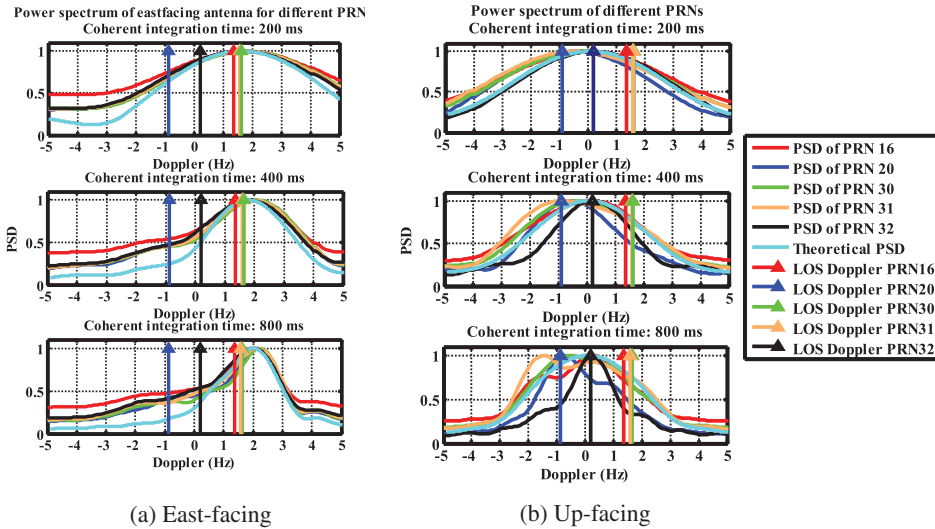 Power spectrum of eastfacing antenna for different PRN
Coherent integration time: 200 ms
1
0.5
0
-5 -4 -3 -2 -1 0 1 2 3 4 5
Doppler (Hz)
Coherent integration time: 400 ms
PSD
1
0.5
0
-5 -4 -3 -2 -1 0 1 2 3 4 5
Doppler (Hz)
Coherent integration time: 800 ms
1
0.5
0
-5 -4 -3 -2 -1 0 1 2 3 4 5
Doppler (Hz)
(a) East-facing
Power spectrum of different PRNs
Coherent integration time: 200 ms
1
0.5
0
-5 -4 -3 -2 -1 0 1 2 3 4 5
Doppler (Hz)
Coherent integration time: 400 ms
PSD
1
0.5
0
-5 -4 -3 -2 -1 0 1 2 3 4 5
Doppler (Hz)
Coherent integration time: 800 ms
1
0.5
0
-5 -4 -3 -2 -1 0 1 2 3 4 5
Doppler (Hz)
(b) Up-facing
PSD of PRN 16
PSD of PRN 20
PSD of PRN 30
PSD of PRN 31
PSD of PRN 32
Theoretical PSD
LOS Doppler PRN16
LOS Doppler PRN20
LOS Doppler PRN30
LOS Doppler PRN31
LOS Doppler PRN32